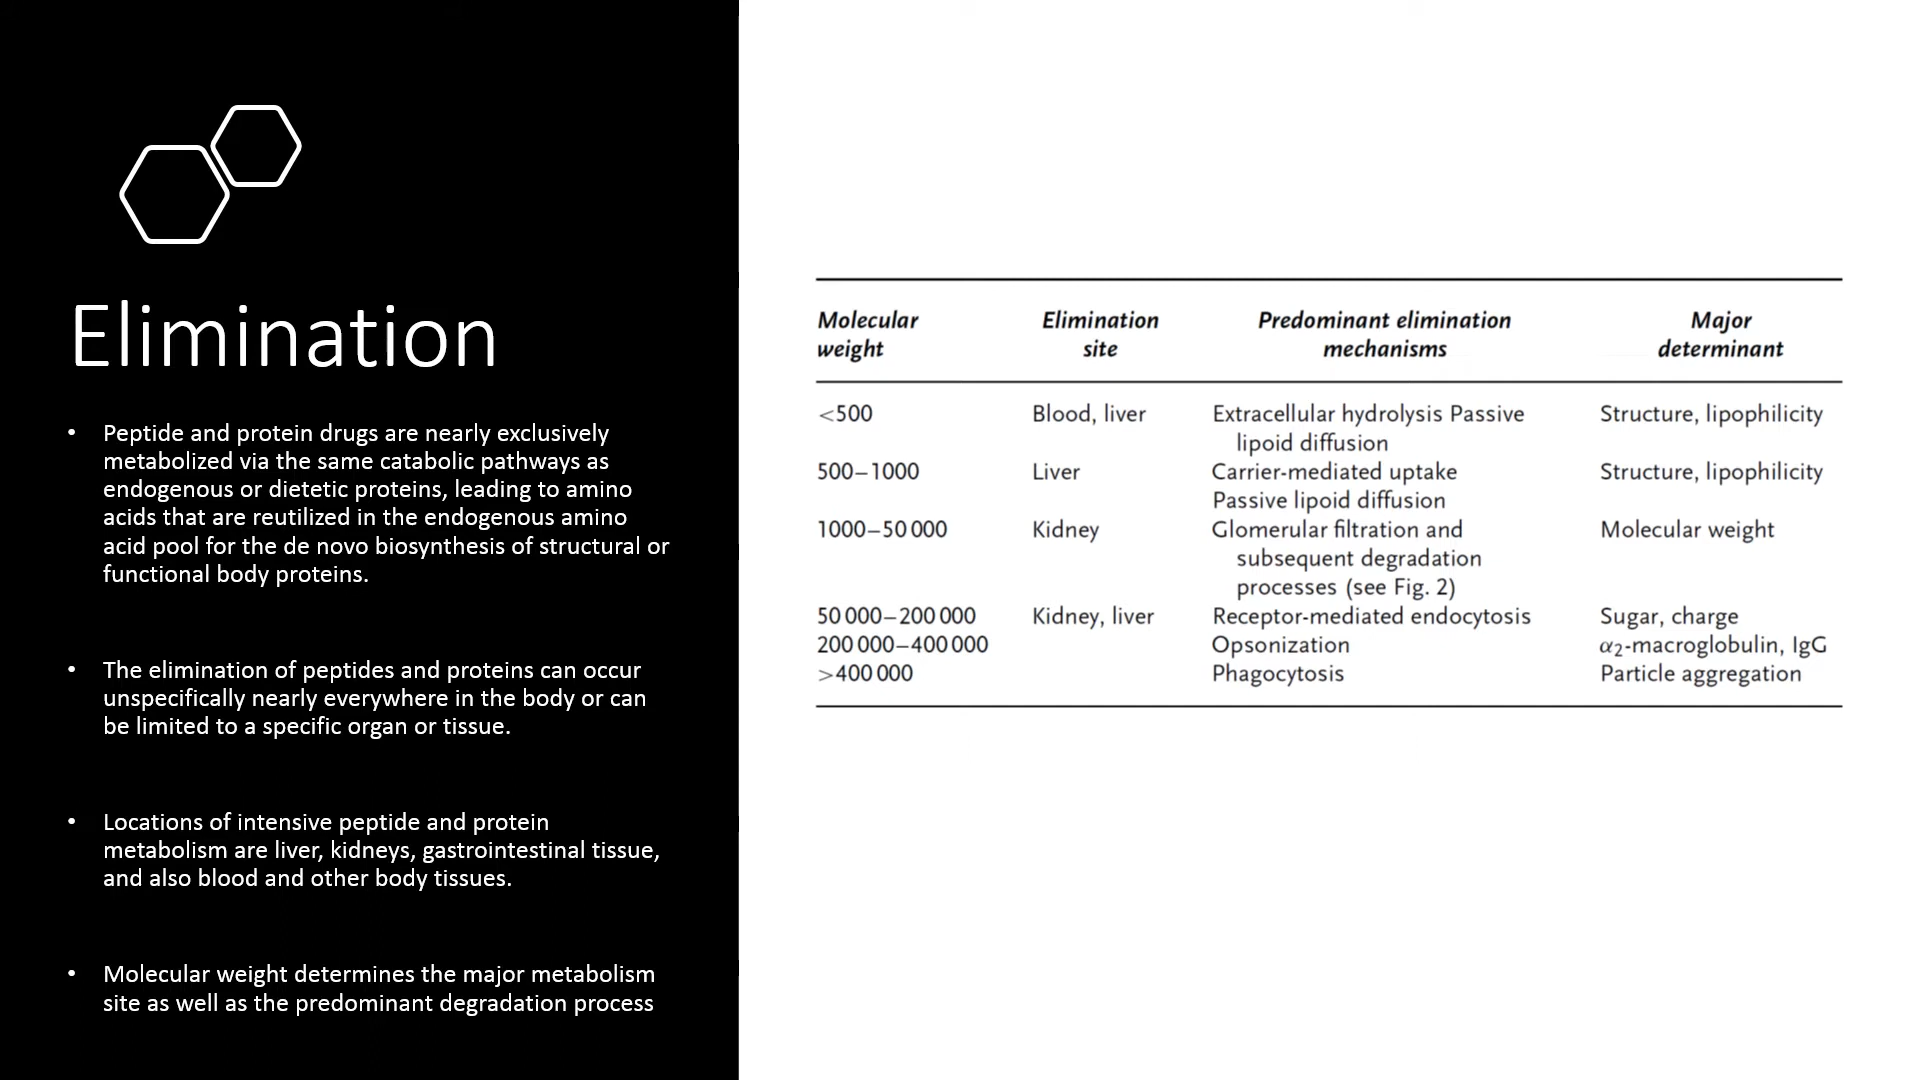 Elimination
• Peptide and protein drugs are nearly exclusively
metabolized via the same catabolic pathways as
endogenous or dietetic proteins, leading to amino
acids that are reutilized in the endogenous amino
acid pool for the de novo biosynthesis of structural or
functional body proteins.
• The elimination of peptides and proteins can occur
unspecifically nearly everywhere in the body or can
be limited to a specific organ or tissue.
• Locations of intensive peptide and protein
metabolism are liver, kidneys, gastrointestinal tissue,
and also blood and other body tissues.
• Molecular weight determines the major metabolism
site as well as the predominant degradation process
Molecular Elimination Predominant elimination Major
weight site mechanisms determinant
<500 Blood, liver Extracellular hydrolysis Passive Structure, lipophilicity
lipoid diffusion
500–1000 Liver Carrier-mediated uptake Structure, lipophilicity
Passive lipoid diffusion
1000–50 000 Kidney Glomerular filtration and Molecular weight
subsequent degradation
processes (see Fig. 2)
50 000–200 000 Kidney, liver Receptor-mediated endocytosis Sugar, charge
200 000–400 000 Opsonization α2-macroglobulin, IgG
>400 000 Phagocytosis Particle aggregation